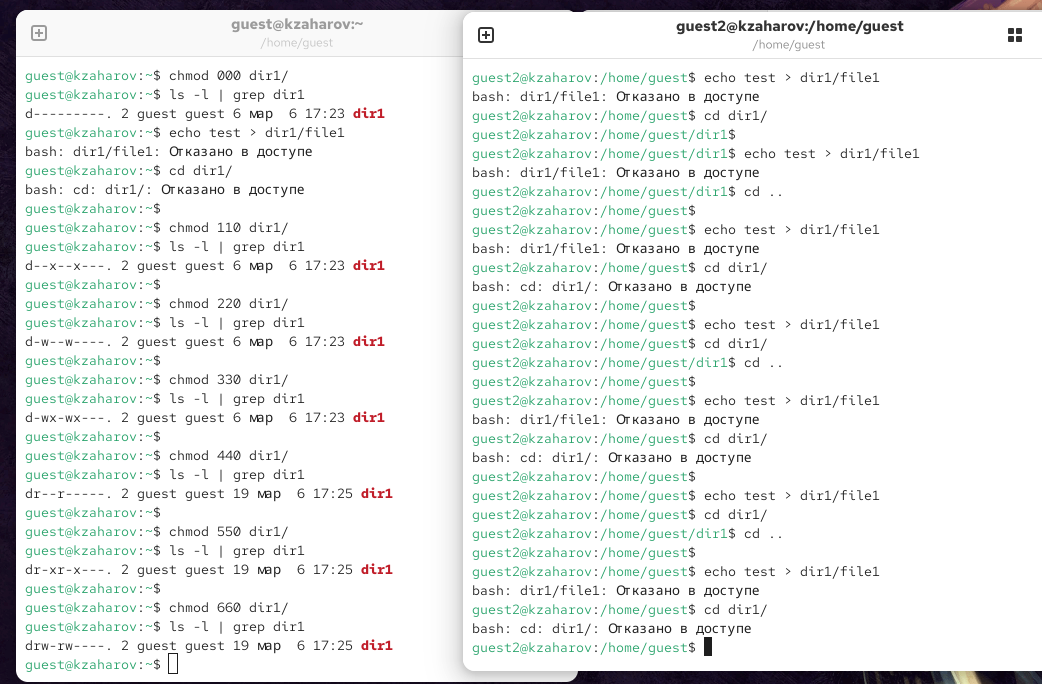 guest@kzaharov:~
/home/guest
guest@kzaharov:~$ chmod 000 dir1/
guest@kzaharov:~$ ls -l | grep dir1
d---------. 2 guest guest 6 мар  6 17:23 dir1
guest@kzaharov:~$ echo test > dir1/file1
bash: dir1/file1: Отказано в доступе
guest@kzaharov:~$ cd dir1/
bash: cd: dir1/: Отказано в доступе
guest@kzaharov:~$
guest@kzaharov:~$ chmod 110 dir1/
guest@kzaharov:~$ ls -l | grep dir1
d--x--x---. 2 guest guest 6 мар  6 17:23 dir1
guest@kzaharov:~$
guest@kzaharov:~$ chmod 220 dir1/
guest@kzaharov:~$ ls -l | grep dir1
d-w--w----. 2 guest guest 6 мар  6 17:23 dir1
guest@kzaharov:~$
guest@kzaharov:~$ chmod 330 dir1/
guest@kzaharov:~$ ls -l | grep dir1
d-wx-wx---. 2 guest guest 6 мар  6 17:23 dir1
guest@kzaharov:~$
guest@kzaharov:~$ chmod 440 dir1/
guest@kzaharov:~$ ls -l | grep dir1
dr--r-----. 2 guest guest 19 мар  6 17:25 dir1
guest@kzaharov:~$
guest@kzaharov:~$ chmod 550 dir1/
guest@kzaharov:~$ ls -l | grep dir1
dr-xr-x---. 2 guest guest 19 мар  6 17:25 dir1
guest@kzaharov:~$
guest@kzaharov:~$ chmod 660 dir1/
guest@kzaharov:~$ ls -l | grep dir1
drw-rw----. 2 guest guest 19 мар  6 17:25 dir1
guest@kzaharov:~$
guest2@kzaharov:/home/guest
/home/guest
guest2@kzaharov:/home/guest$ echo test > dir1/file1
bash: dir1/file1: Отказано в доступе
guest2@kzaharov:/home/guest$ cd dir1/
guest2@kzaharov:/home/guest/dir1$
guest2@kzaharov:/home/guest/dir1$ echo test > dir1/file1
bash: dir1/file1: Отказано в доступе
guest2@kzaharov:/home/guest/dir1$ cd ..
guest2@kzaharov:/home/guest$
guest2@kzaharov:/home/guest$ echo test > dir1/file1
bash: dir1/file1: Отказано в доступе
guest2@kzaharov:/home/guest$ cd dir1/
bash: cd: dir1/: Отказано в доступе
guest2@kzaharov:/home/guest$
guest2@kzaharov:/home/guest$ echo test > dir1/file1
guest2@kzaharov:/home/guest$ cd dir1/
guest2@kzaharov:/home/guest/dir1$ cd ..
guest2@kzaharov:/home/guest$
guest2@kzaharov:/home/guest$ echo test > dir1/file1
bash: dir1/file1: Отказано в доступе
guest2@kzaharov:/home/guest$ cd dir1/
bash: cd: dir1/: Отказано в доступе
guest2@kzaharov:/home/guest$
guest2@kzaharov:/home/guest$ echo test > dir1/file1
guest2@kzaharov:/home/guest$ cd dir1/
guest2@kzaharov:/home/guest/dir1$ cd ..
guest2@kzaharov:/home/guest$
guest2@kzaharov:/home/guest$ echo test > dir1/file1
bash: dir1/file1: Отказано в доступе
guest2@kzaharov:/home/guest$ cd dir1/
bash: cd: dir1/: Отказано в доступе
guest2@kzaharov:/home/guest$